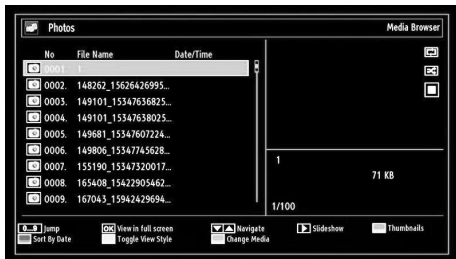 Photos Media Browser
No File Name Date/Time
0001. 1
0002. 148262_15626426995...
0003. 149101_15347636825...
0004. 149101_15347638025...
0005. 149681_15347607224...
0006. 149806_15347745628...
0007. 155190_15347320017...
0008. 165408_15422905462...
0009. 167043_15942429694...
1
71 KB
1/100
0...9 Jump OK View in full screen Navigate Slideshow Thumbnails
Sort By Date Toggle View Style Change Media